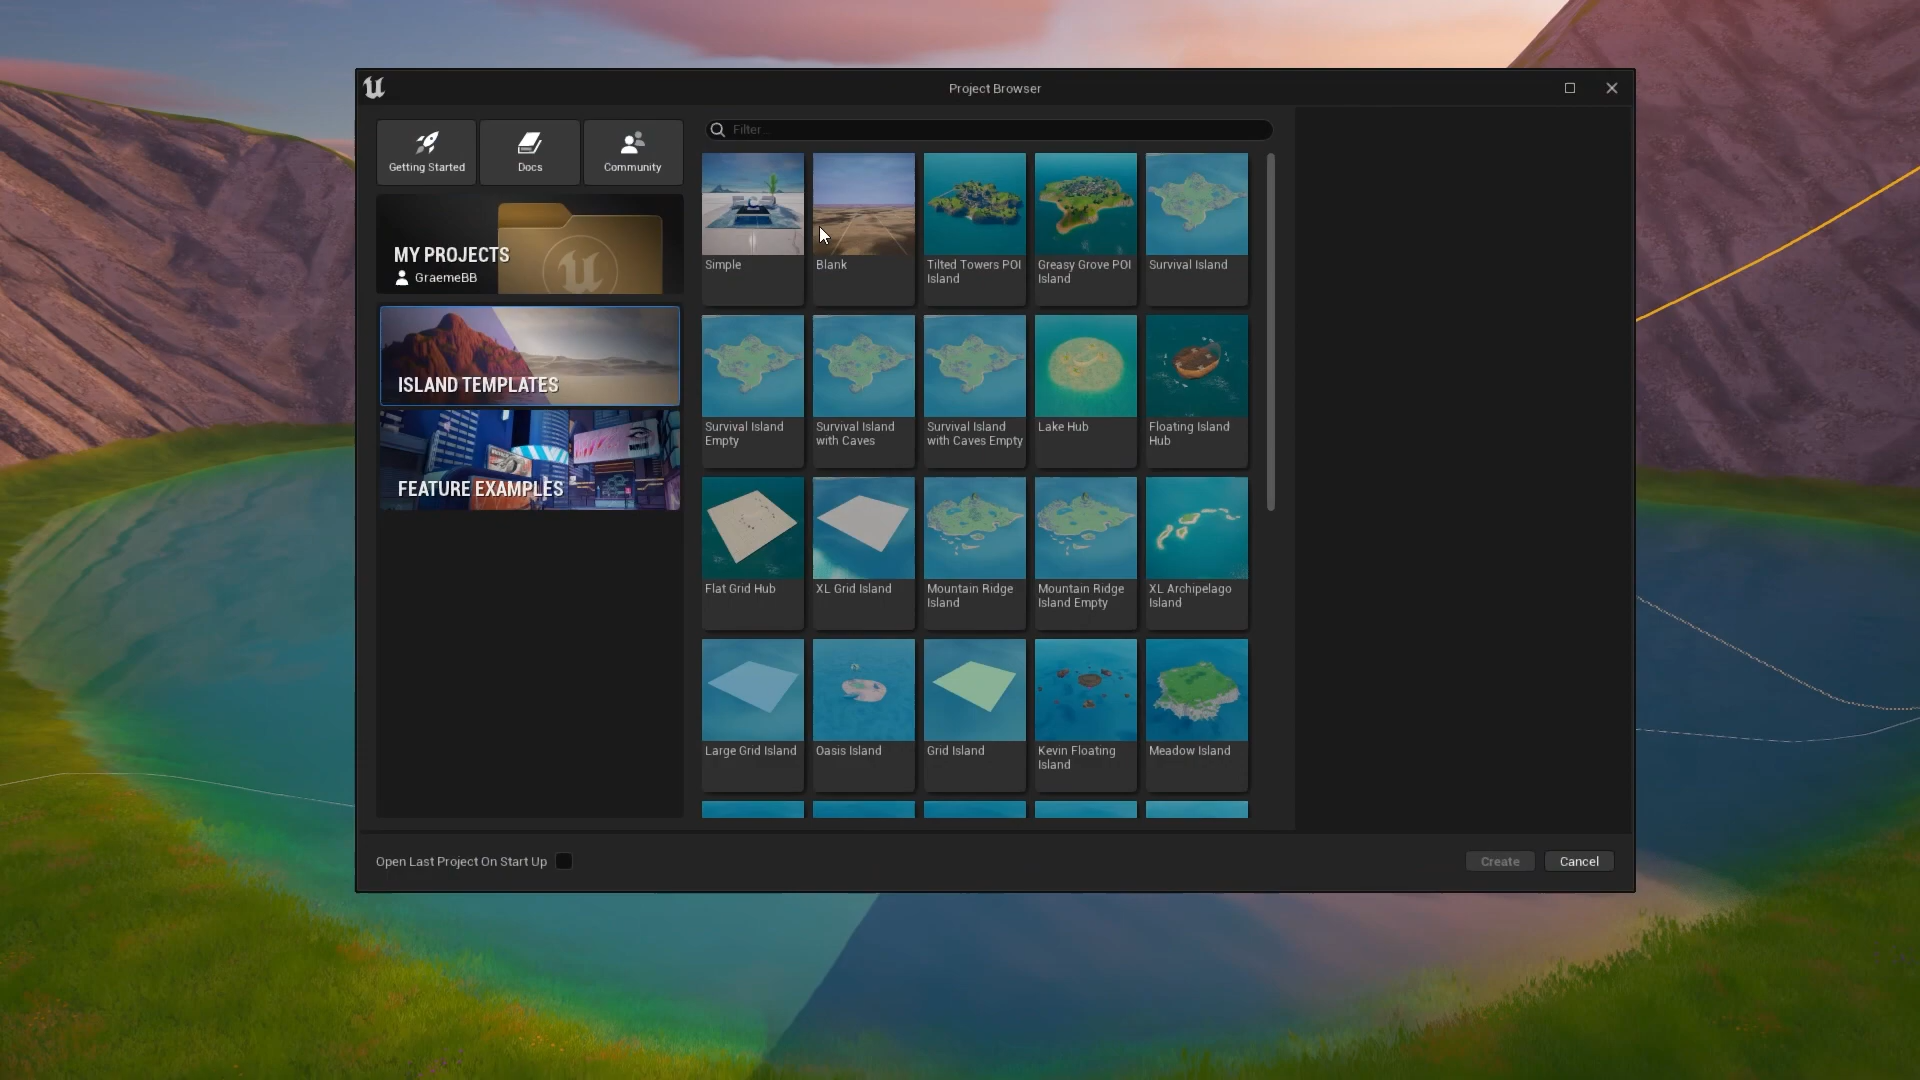 Project Browser
Getting Started
Docs
Community
Filter...
MY PROJECTS
GraemeBB
ISLAND TEMPLATES
FEATURE EXAMPLES
Simple
Blank
Tilted Towers POI
Island
Greasy Grove POI
Island
Survival Island
Survival Island
Empty
Survival Island
with Caves
Survival Island
with Caves Empty
Lake Hub
Floating Island
Hub
Flat Grid Hub
XL Grid Island
Mountain Ridge
Island
Mountain Ridge
Island Empty
XL Archipelago
Island
Large Grid Island
Oasis Island
Grid Island
Kevin Floating
Island
Meadow Island
Open Last Project On Start Up
Create
Cancel